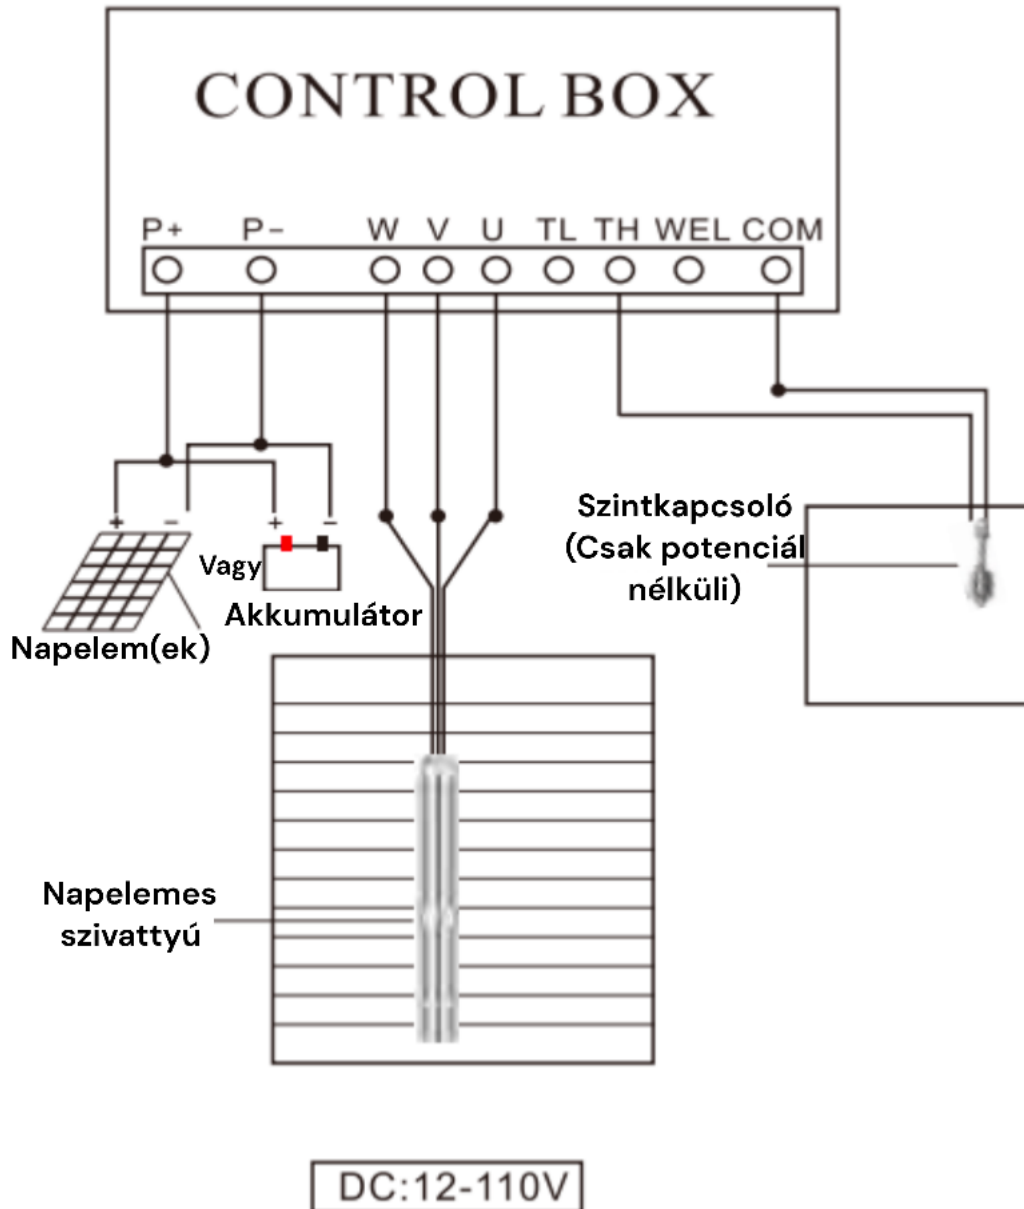 CONTROL BOX
P+ P- W V U TL TH WEL COM
+ - + -
Vagy
Akkumulátor
Napelem(ek)
Szintkapcsoló
(Csak potenciál
nélküli)
Napelemes
szivattyú
DC:12-110V